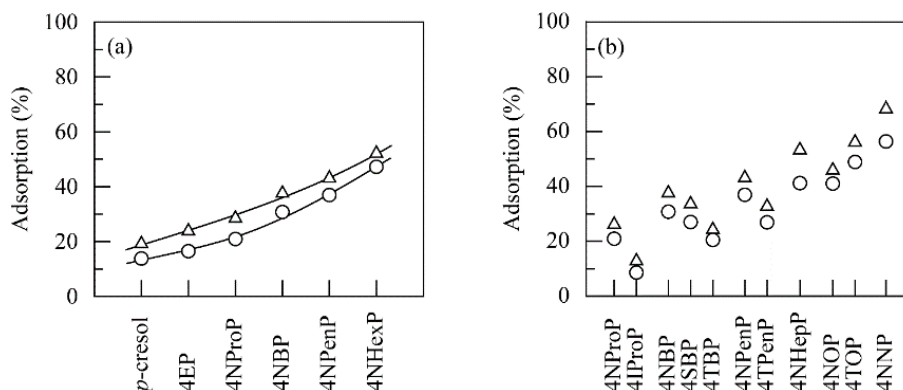 (a)
Adsorption (%)
100
80
60
40
20
0
p-cresol
4EP
4NProP
4NBP
4NPenP
4NHexP
(b)
Adsorption (%)
100
80
60
40
20
0
4NProP
4IProP
4NBP
4SBP
4TBP
4NPenP
4TPenP
4NHepP
4NOP
4TOP
4NNP